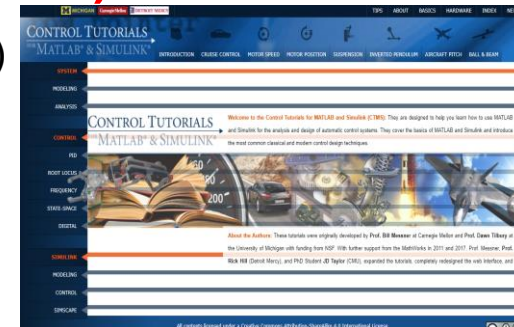 MICHIGAN Carnegie Mellon DETROIT MERCY
TIPS ABOUT BASICS HARDWARE INDEX
CONTROL TUTORIALS
FOR MATLAB® & SIMULINK®
INTRODUCTION CRUISE CONTROL MOTOR SPEED MOTOR POSITION SUSPENSION INVERTED PENDULUM AIRCRAFT PITCH BALL & BEAM
SYSTEM
MODELING
ANALYSIS
CONTROL
PID
ROOT LOCUS
FREQUENCY
STATE-SPACE
DIGITAL
SIMULINK
MODELING
CONTROL
SIMSCAPE
CONTROL TUTORIALS
FOR MATLAB® & SIMULINK®
Welcome to the Control Tutorials for MATLAB and Simulink (CTMS): They are designed to help you learn how to use MATLAB
and Simulink for the analysis and design of automatic control systems. They cover the basics of MATLAB and Simulink and introduce
the most common classical and modern control design techniques.
60
80
200
About the Authors: These tutorials were originally developed by Prof. Bill Messner at Carnegie Mellon and Prof. Dawn Tilbury at
the University of Michigan with funding from NSF. With further support from the MathWorks in 2011 and 2017, Prof. Messner, Prof.
Rick Hill (Detroit Mercy), and PhD Student JD Taylor (CMU), expanded the tutorials, completely redesigned the web interface, and
All contents licensed under a Creative Commons Attribution-ShareAlike 4.0 International License.